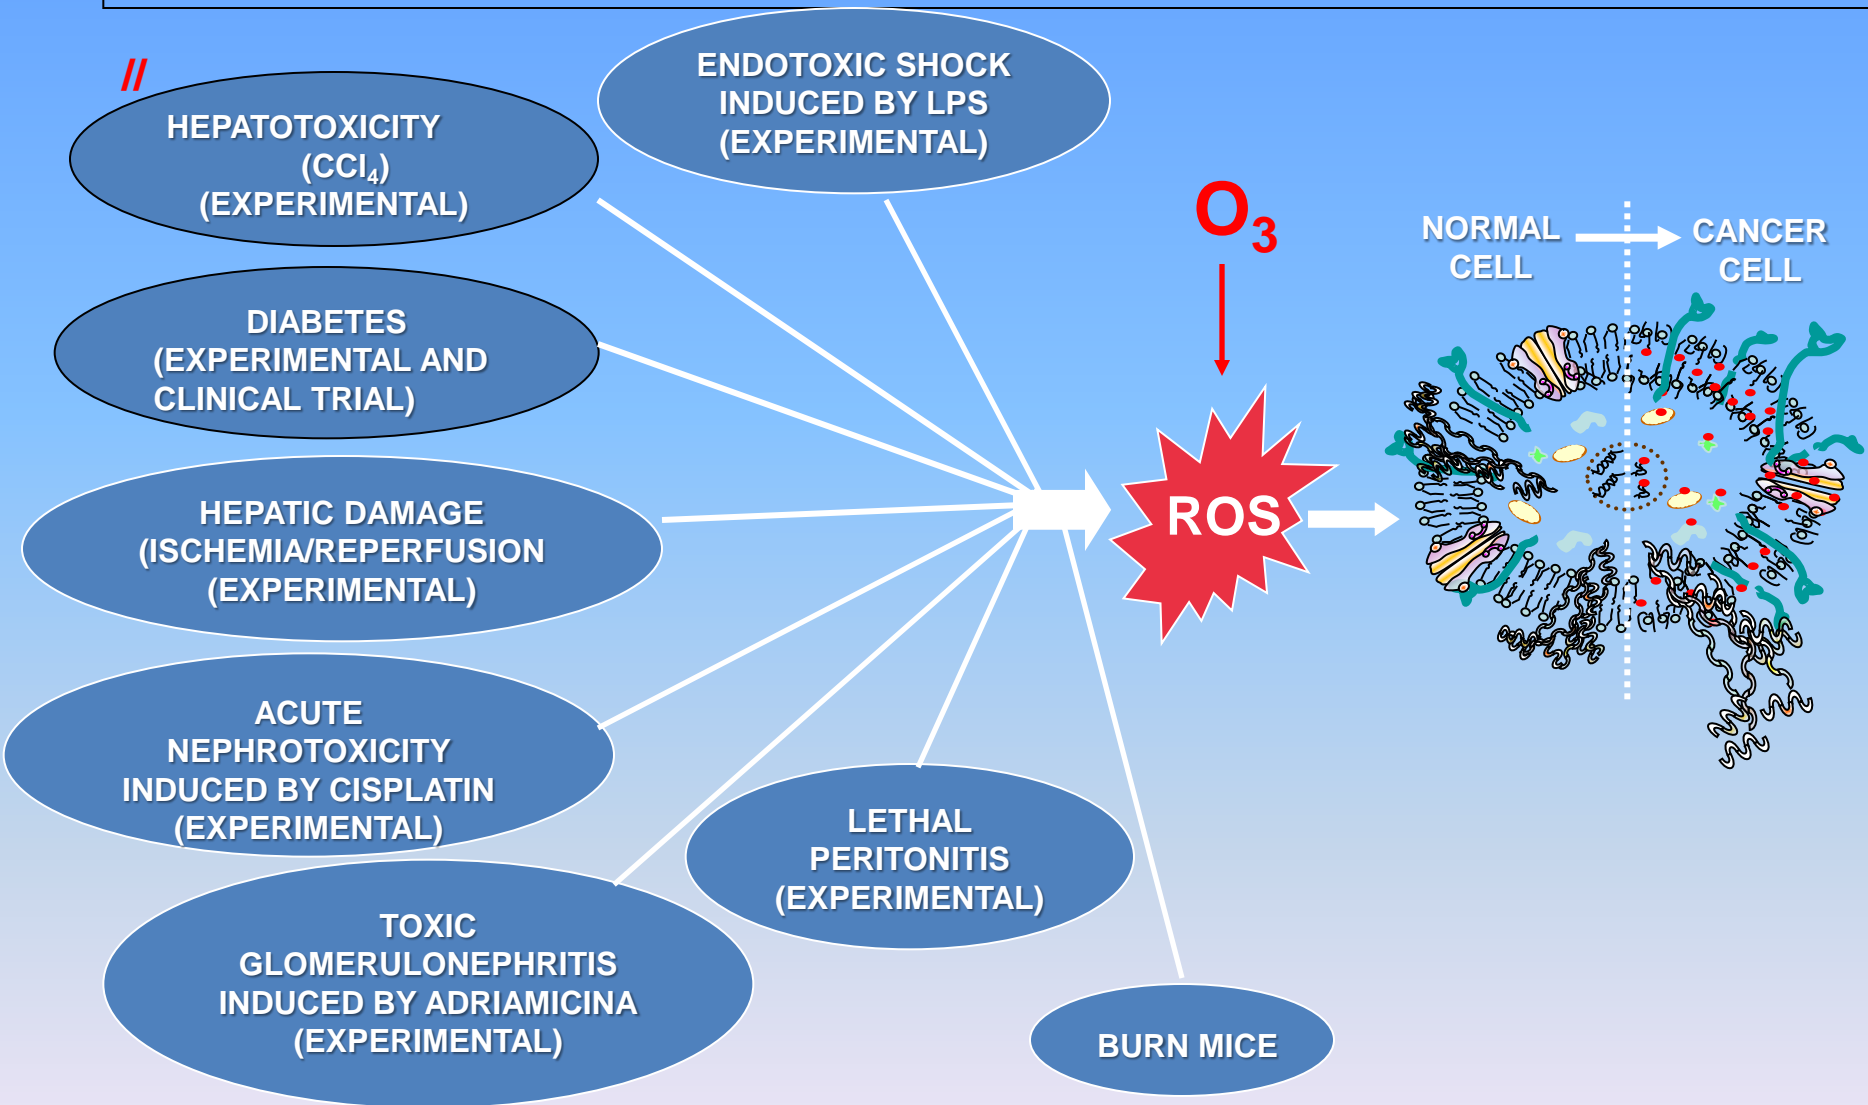 //
HEPATOTOXICITY
(CCl₄)
(EXPERIMENTAL)
ENDOTOXIC SHOCK
INDUCED BY LPS
(EXPERIMENTAL)
DIABETES
(EXPERIMENTAL AND
CLINICAL TRIAL)
HEPATIC DAMAGE
(ISCHEMIA/REPERFUSION
(EXPERIMENTAL)
ACUTE
NEPHROTOXICITY
INDUCED BY CISPLATIN
(EXPERIMENTAL)
TOXIC
GLOMERULONEPHRITIS
INDUCED BY ADRIAMICINA
(EXPERIMENTAL)
LETHAL
PERITONITIS
(EXPERIMENTAL)
BURN MICE
O₃
ROS
NORMAL
CELL
CANCER
CELL